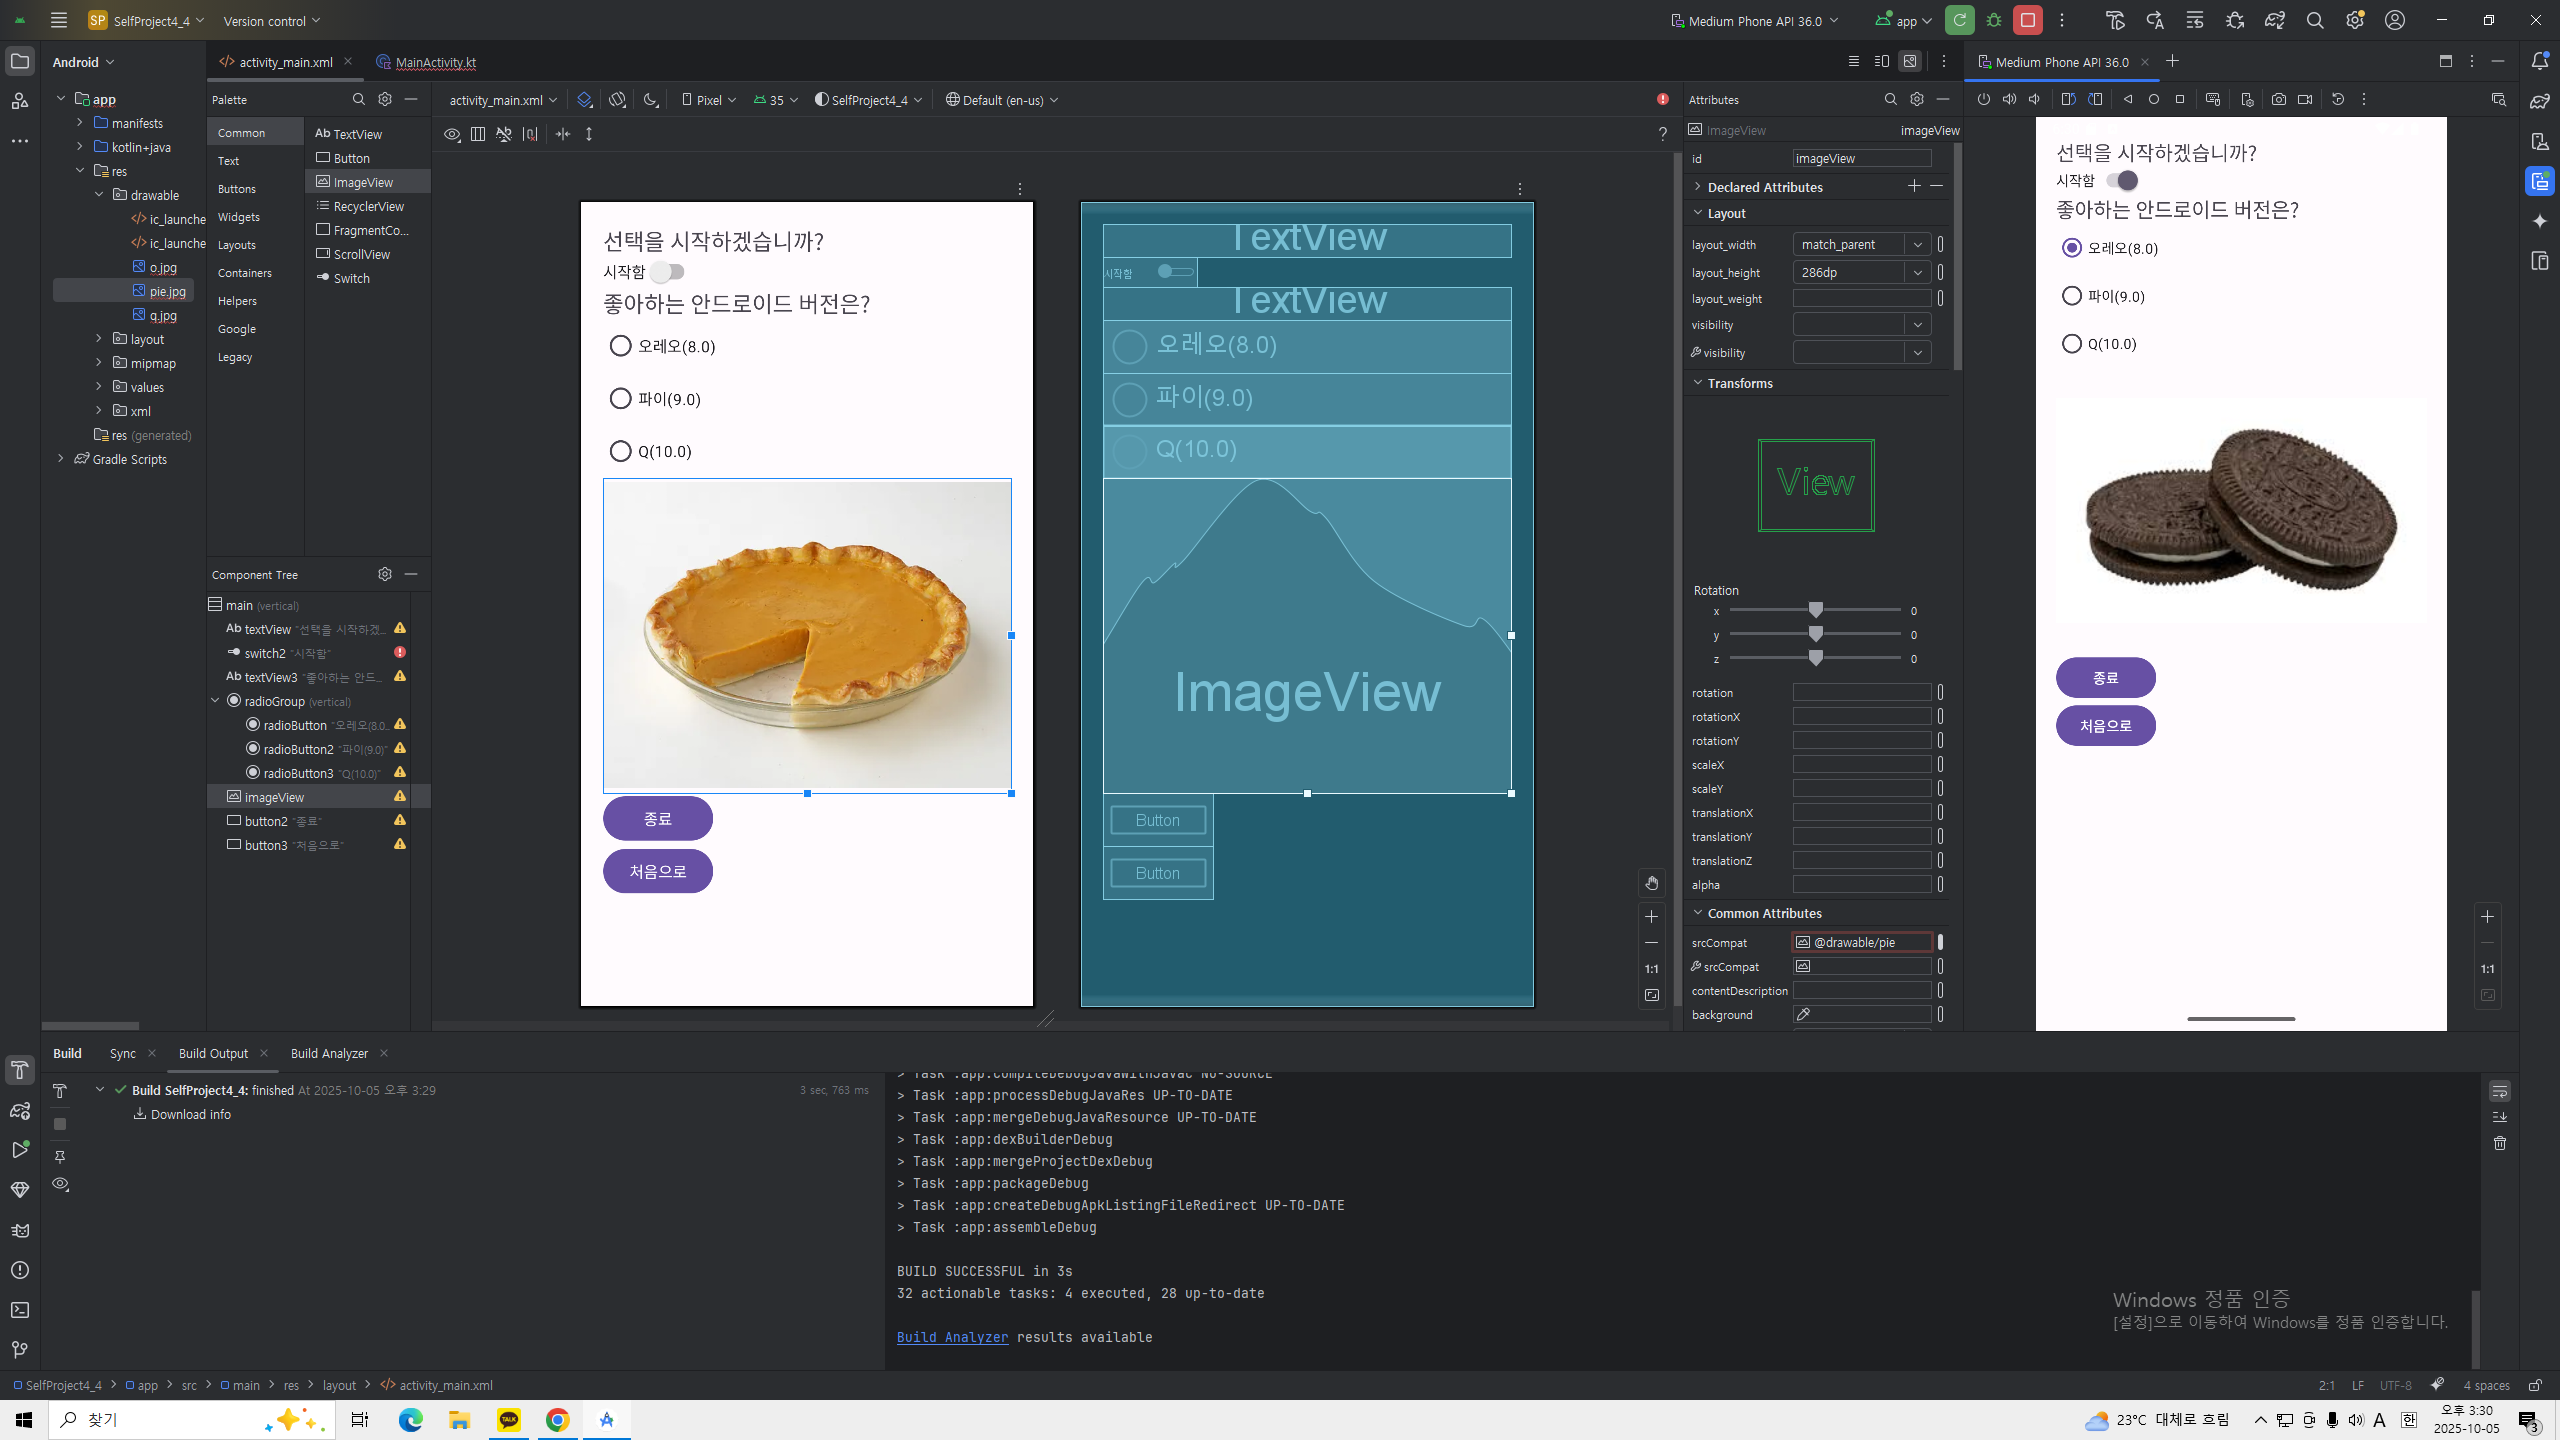 SP SelfProject4_4 Version control
Medium Phone API 36.0 app
Android
activity_main.xml MainActivity.kt
Medium Phone API 36.0
app
manifests
kotlin+java
res
drawable
ic_launche
ic_launche
o.jpg
pie.jpg
q.jpg
layout
mipmap
values
xml
res (generated)
Gradle Scripts
Palette
Common
Text
Buttons
Widgets
Layouts
Containers
Helpers
Google
Legacy
Ab TextView
Button
ImageView
RecyclerView
FragmentCo...
ScrollView
Switch
activity_main.xml Pixel 35 SelfProject4_4 Default (en-us)
Component Tree
main (vertical)
Ab textView "선택을 시작하겠...
switch2 "시작함"
Ab textView3 "좋아하는 안드...
radioGroup (vertical)
radioButton "오레오(8.0...
radioButton2 "파이(9.0)"
radioButton3 "Q(10.0)"
imageView
button2 "종료"
button3 "처음으로"
선택을 시작하겠습니까?
시작함
좋아하는 안드로이드 버전은?
오레오(8.0)
파이(9.0)
Q(10.0)
종료
처음으로
TextView
시작함
TextView
오레오(8.0)
파이(9.0)
Q(10.0)
ImageView
Button
Button
1:1
Attributes
ImageView imageView
id imageView
Declared Attributes
Layout
layout_width match_parent
layout_height 286dp
layout_weight
visibility
visibility
Transforms
View
Rotation
x 0
y 0
z 0
rotation
rotationX
rotationY
scaleX
scaleY
translationX
translationY
translationZ
alpha
Common Attributes
srcCompat @drawable/pie
srcCompat
contentDescription
background
선택을 시작하겠습니까?
시작함
좋아하는 안드로이드 버전은?
오레오(8.0)
파이(9.0)
Q(10.0)
종료
처음으로
1:1
Build Sync Build Output Build Analyzer
Build SelfProject4_4: finished At 2025-10-05 오후 3:29 3 sec, 763 ms
Download info
> Task :app:compileDebugJavaWithJavac NO-SOURCE
> Task :app:processDebugJavaRes UP-TO-DATE
> Task :app:mergeDebugJavaResource UP-TO-DATE
> Task :app:dexBuilderDebug
> Task :app:mergeProjectDexDebug
> Task :app:packageDebug
> Task :app:createDebugApkListingFileRedirect UP-TO-DATE
> Task :app:assembleDebug
BUILD SUCCESSFUL in 3s
32 actionable tasks: 4 executed, 28 up-to-date
Build Analyzer results available
Windows 정품 인증
[설정]으로 이동하여 Windows를 정품 인증합니다.
SelfProject4_4 > app > src > main > res > layout > activity_main.xml
2:1 LF UTF-8 4 spaces
찾기
TALK
23°C 대체로 흐림
A 한
오후 3:30
2025-10-05
3